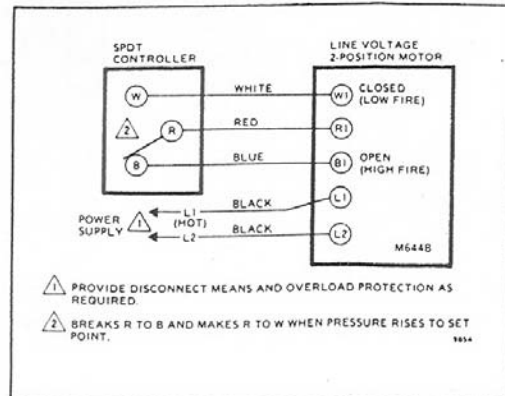 SPDT
CONTROLLER
LINE VOLTAGE
2-POSITION MOTOR
W
WHITE
W1
CLOSED
(LOW FIRE)
2
R
RED
R1
B
BLUE
B1
OPEN
(HIGH FIRE)
POWER
SUPPLY
1
L1
(HOT)
BLACK
L1
L2
BLACK
L2
M644B
1 PROVIDE DISCONNECT MEANS AND OVERLOAD PROTECTION AS
REQUIRED.
2 BREAKS R TO B AND MAKES R TO W WHEN PRESSURE RISES TO SET
POINT.